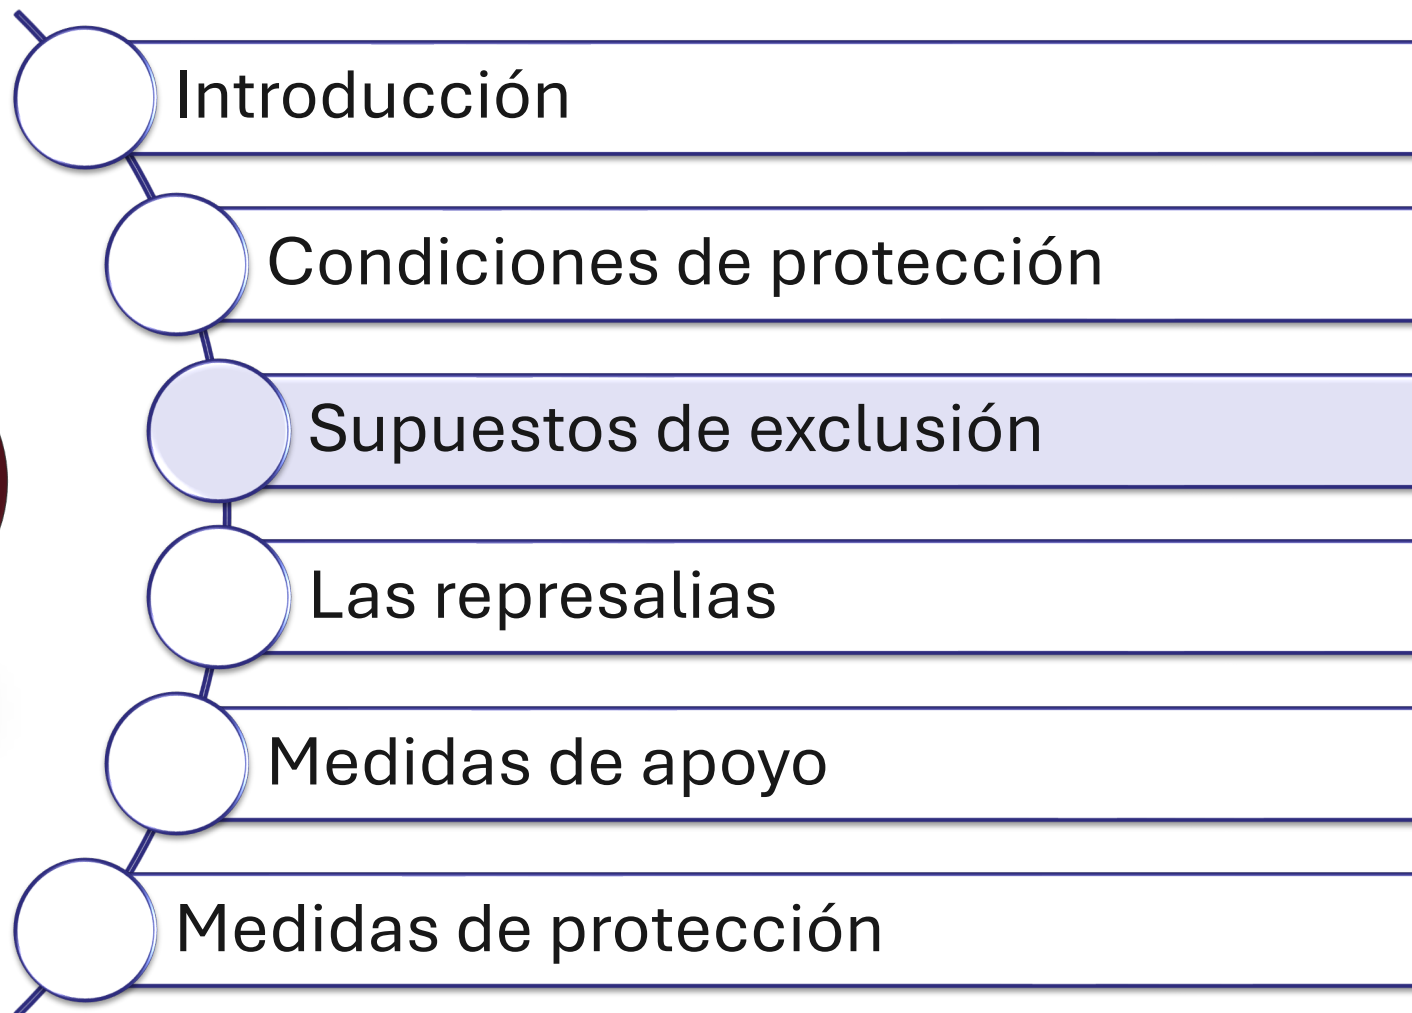 Introducción
Condiciones de protección
Supuestos de exclusión
Las represalias
Medidas de apoyo
Medidas de protección